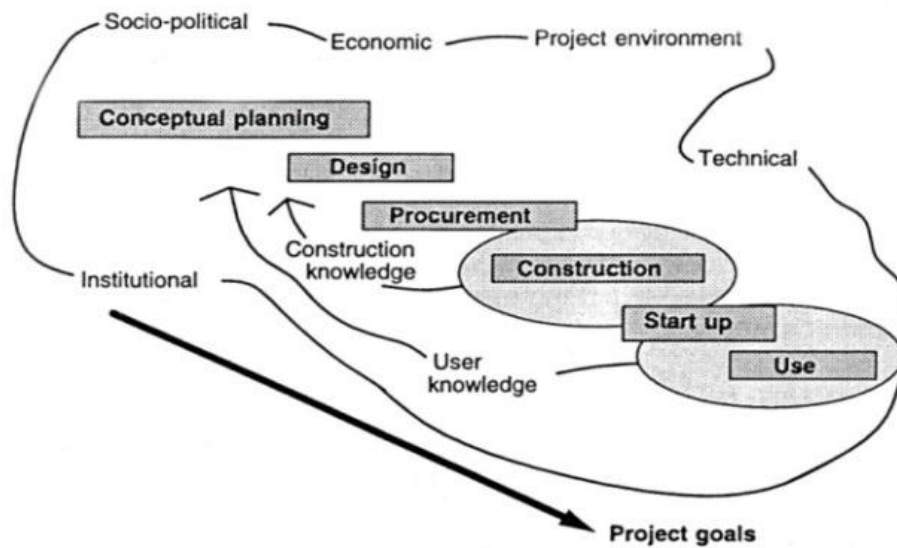 Socio-political
Economic
Project environment
Conceptual planning
Technical
Design
Procurement
Construction
knowledge
Construction
Institutional
Start up
User
knowledge
Use
Project goals